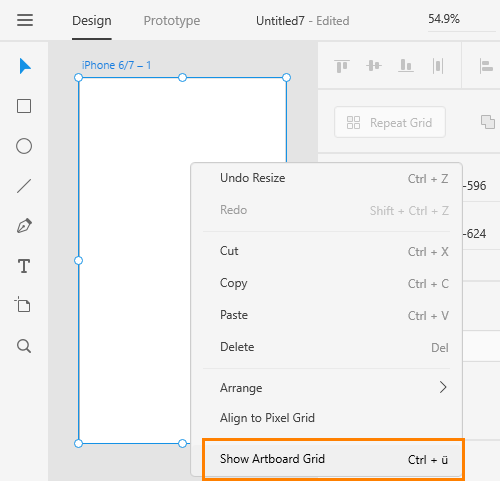 Design Prototype Untitled7 - Edited 54.9%
iPhone 6/7 – 1
Repeat Grid
Undo Resize Ctrl + Z
-596
Redo Shift + Ctrl + Z
-624
Cut Ctrl + X
Copy Ctrl + C
Paste Ctrl + V
Delete Del
Arrange
Align to Pixel Grid
Show Artboard Grid Ctrl + ü